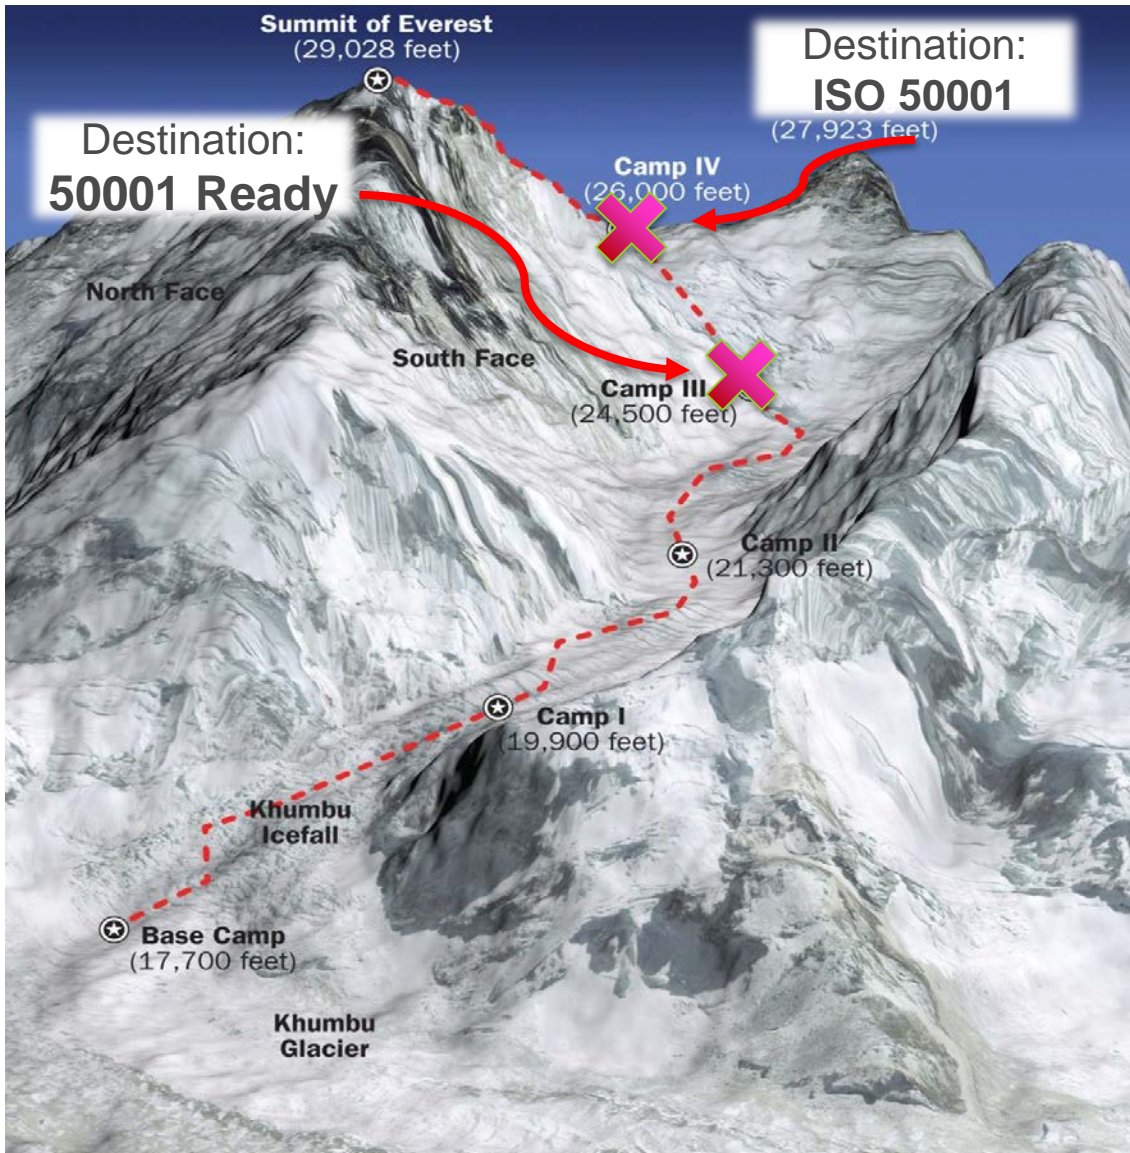 Summit of Everest
(29,028 feet)
Destination:
ISO 50001
(27,923 feet)
Destination:
50001 Ready
Camp IV
(26,000 feet)
North Face
South Face
Camp III
(24,500 feet)
Camp II
(21,300 feet)
Camp I
(19,900 feet)
Khumbu
Icefall
Base Camp
(17,700 feet)
Khumbu
Glacier